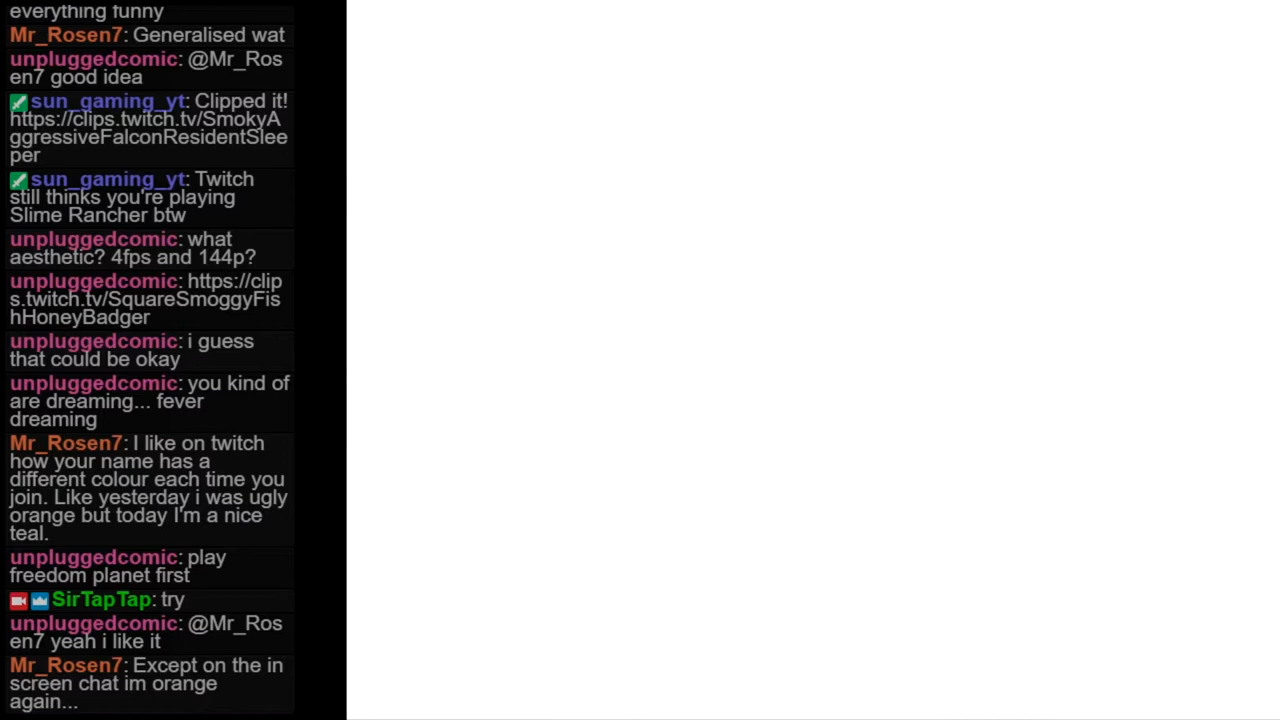 everything funny
Mr_Rosen7: Generalised wat
unpluggedcomic: @Mr_Ros
en7 good idea
sun_gaming_yt: Clipped it!
https://clips.twitch.tv/SmokyA
ggressiveFalconResidentSlee
per
sun_gaming_yt: Twitch
still thinks you're playing
Slime Rancher btw
unpluggedcomic: what
aesthetic? 4fps and 144p?
unpluggedcomic: https://clip
s.twitch.tv/SquareSmoggyFis
hHoneyBadger
unpluggedcomic: i guess
that could be okay
unpluggedcomic: you kind of
are dreaming... fever
dreaming
Mr_Rosen7: I like on twitch
how your name has a
different colour each time you
join. Like yesterday i was ugly
orange but today I'm a nice
teal.
unpluggedcomic: play
freedom planet first
SirTapTap: try
unpluggedcomic: @Mr_Ros
en7 yeah i like it
Mr_Rosen7: Except on the in
screen chat im orange
again...